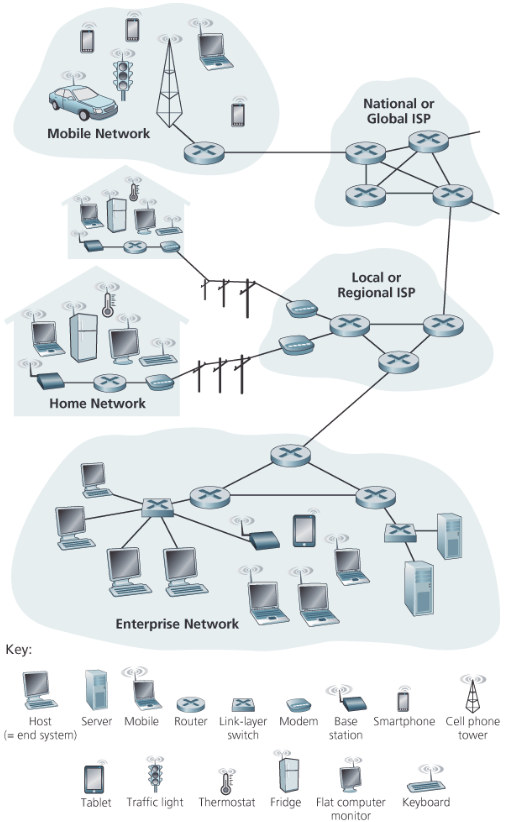 Mobile Network
National or
Global ISP
Local or
Regional ISP
Home Network
Enterprise Network
Key:
Host
(= end system)
Server
Mobile
Router
Link-layer
switch
Modem
Base
station
Smartphone
Cell phone
tower
Tablet
Traffic light
Thermostat
Fridge
Flat computer
monitor
Keyboard